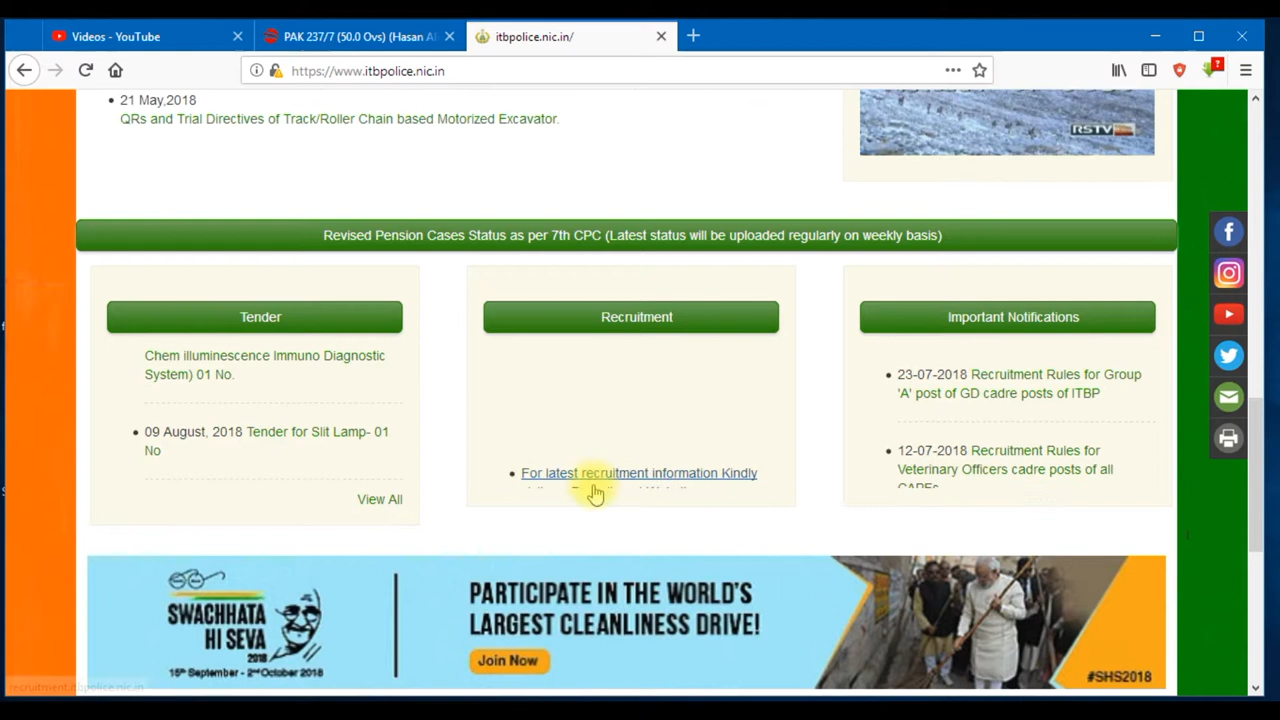 Videos - YouTube
PAK 237/7 (50.0 Ovs) (Hasan Al
itbpolice.nic.in/
https://www.itbpolice.nic.in
21 May,2018
QRs and Trial Directives of Track/Roller Chain based Motorized Excavator.
RSTV
Revised Pension Cases Status as per 7th CPC (Latest status will be uploaded regularly on weekly basis)
Tender
Chem illuminescence Immuno Diagnostic
System) 01 No.
09 August, 2018 Tender for Slit Lamp- 01
No
View All
Recruitment
For latest recruitment information Kindly
Important Notifications
23-07-2018 Recruitment Rules for Group
'A' post of GD cadre posts of ITBP
12-07-2018 Recruitment Rules for
Veterinary Officers cadre posts of all
CAPFs
SWACHHATA
HI SEVA
2018
15th September - 2nd October 2018
PARTICIPATE IN THE WORLD'S
LARGEST CLEANLINESS DRIVE!
Join Now
#SHS2018
recruitment.itbpolice.nic.in